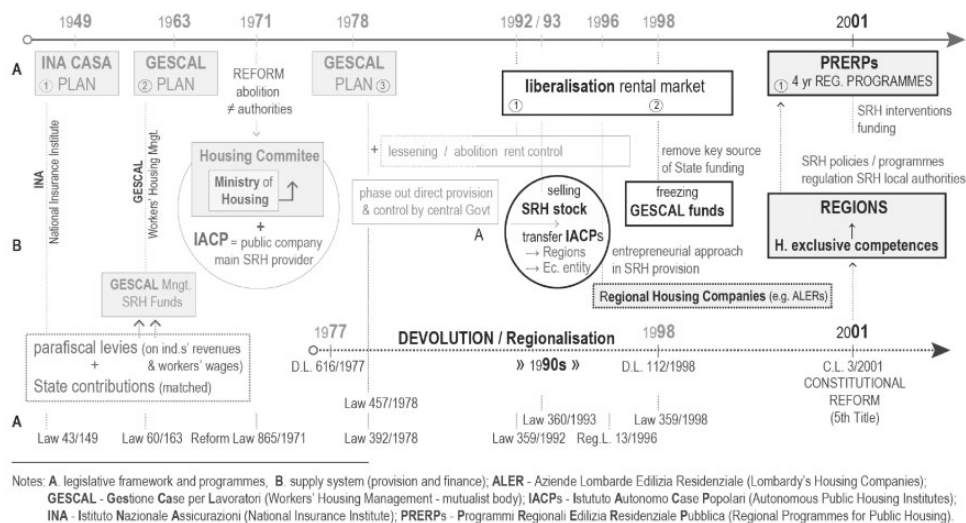 1949 1963 1971 1978 1992 / 93 1996 1998 2001
A
INA CASA
① PLAN
GESCAL
② PLAN
REFORM
abolition
≠ authorities
GESCAL
PLAN ③
liberalisation rental market
① ②
PRERPs
① 4 yr REG. PROGRAMMES
SRH interventions
funding
INA
National Insurance Institute
GESCAL
Workers' Housing Mngt.
Housing Commitee
Ministry of
Housing
+
IACP = public company
main SRH provider
+ lessening / abolition rent control
phase out direct provision
& control by central Govt
A
selling
SRH stock
transfer IACPs
→ Regions
→ Ec. entity
remove key source
of State funding
freezing
GESCAL funds
SRH policies / programmes
regulation SRH local authorities
REGIONS
H. exclusive competences
B
entrepreneurial approach
in SRH provision
Regional Housing Companies (e.g. ALERs)
GESCAL Mngt.
SRH Funds
parafiscal levies (on ind.s' revenues
+ & workers' wages)
State contributions (matched)
1977 DEVOLUTION / Regionalisation 1998 2001
D.L. 616/1977 » 1990s » D.L. 112/1998 C.L. 3/2001
CONSTITUTIONAL
REFORM
(5th Title)
Law 457/1978
Law 360/1993 Law 359/1998
A
Law 43/149 Law 60/163 Reform Law 865/1971 Law 392/1978 Law 359/1992 Reg.L. 13/1996
Notes: A. legislative framework and programmes, B. supply system (provision and finance); ALER - Aziende Lombarde Edilizia Residenziale (Lombardy's Housing Companies);
GESCAL - Gestione Case per Lavoratori (Workers' Housing Management - mutualist body); IACPs - Istututo Autonomo Case Popolari (Autonomous Public Housing Institutes);
INA - Istituto Nazionale Assicurazioni (National Insurance Institute); PRERPs - Programmi Regionali Edilizia Residenziale Pubblica (Regional Programmes for Public Housing).